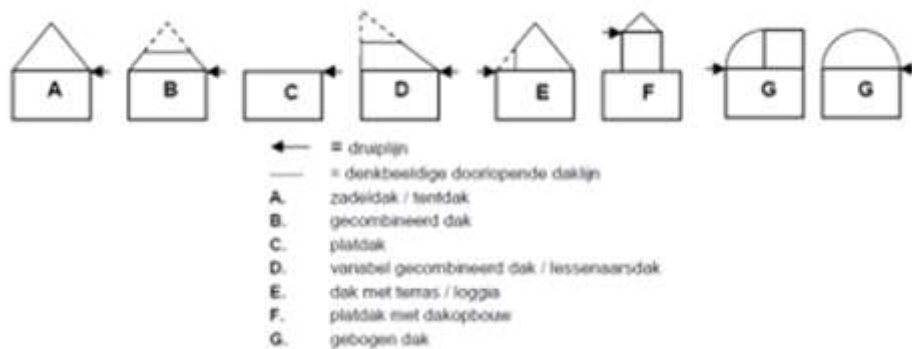 A B C D E F G G
= druiplijn
= denkbeeldige doorlopende daklijn
A. zadeldak / tentdak
B. gecombineerd dak
C. platdak
D. variabel gecombineerd dak / lessenaarsdak
E. dak met terras / loggia
F. platdak met dakopbouw
G. gebogen dak